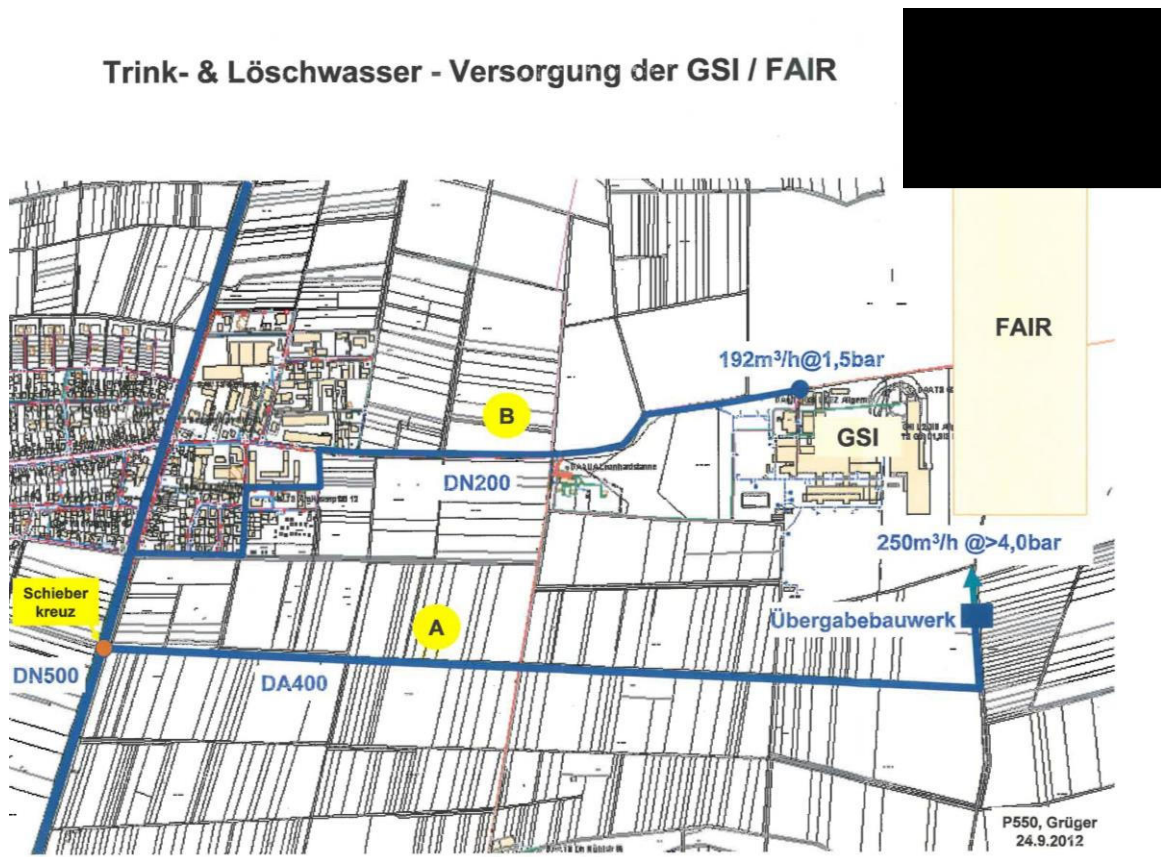 Trink- & Löschwasser - Versorgung der GSI / FAIR
FAIR
192m³/h@1,5bar
B
GSI
DN200
250m³/h @>4,0bar
Schieber
kreuz
A
Übergabebauwerk
DN500
DA400
P550, Grüger
24.9.2012